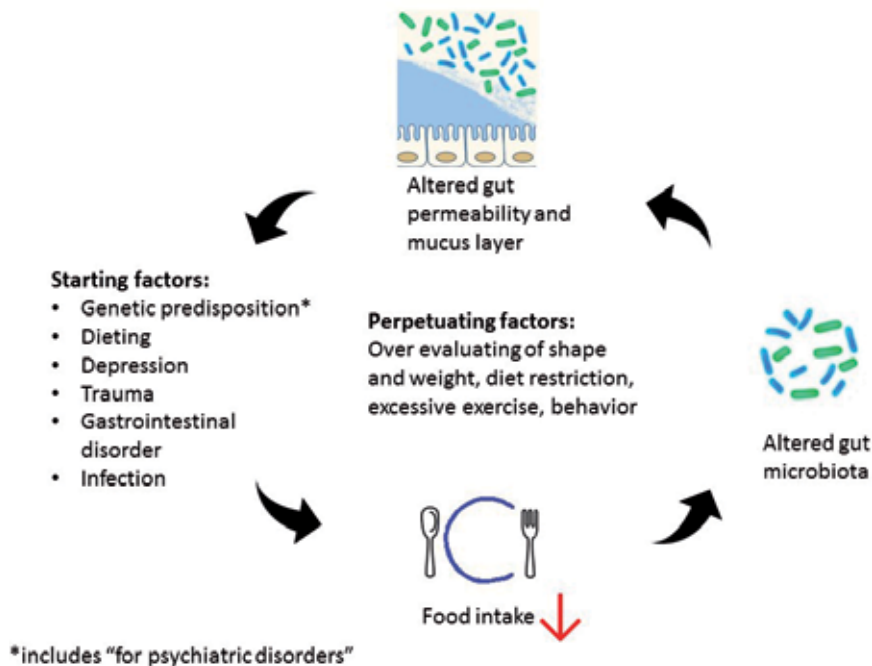 Altered gut
permeability and
mucus layer
Starting factors:
• Genetic predisposition*
• Dieting
• Depression
• Trauma
• Gastrointestinal
disorder
• Infection
Perpetuating factors:
Over evaluating of shape
and weight, diet restriction,
excessive exercise, behavior
Altered gut
microbiota
Food intake
*includes "for psychiatric disorders"